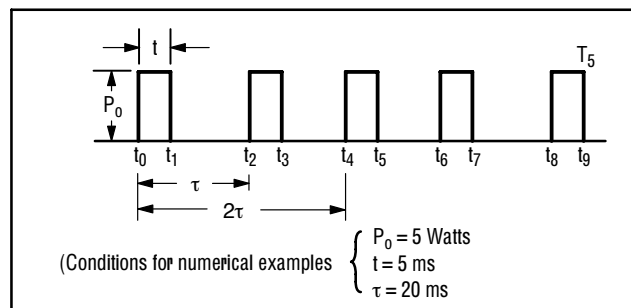 t
T₅
P₀
t₀ t₁ t₂ t₃ t₄ t₅ t₆ t₇ t₈ t₉
τ
2τ
(Conditions for numerical examples
P₀ = 5 Watts
t = 5 ms
τ = 20 ms